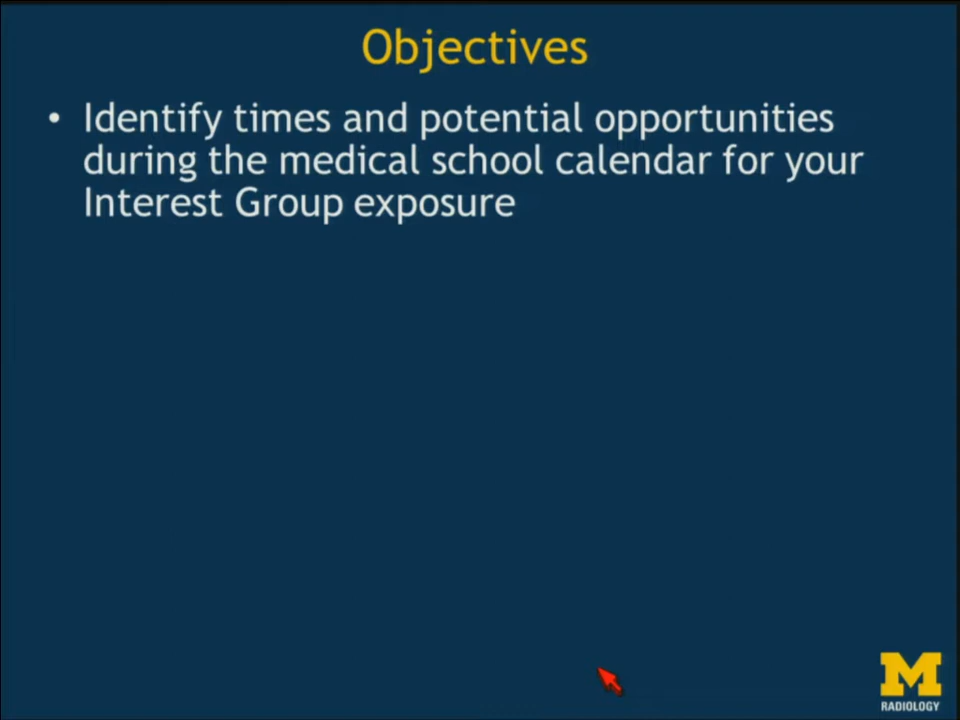 Objectives
• Identify times and potential opportunities
during the medical school calendar for your
Interest Group exposure
M
RADIOLOGY